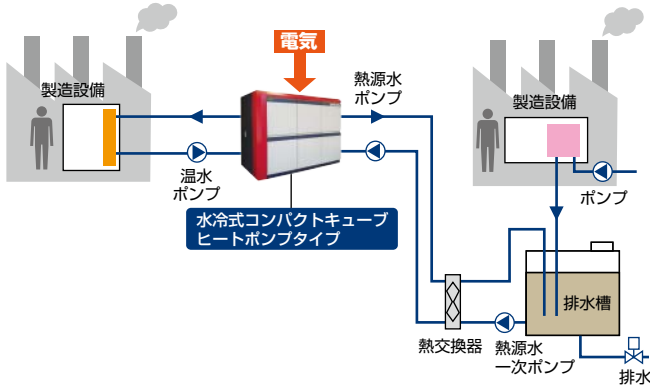 電気
製造設備
熱源水
ポンプ
製造設備
温水
ポンプ
ポンプ
水冷式コンパクトキューブ
ヒートポンプタイプ
排水槽
熱交換器
熱源水
一次ポンプ
排水